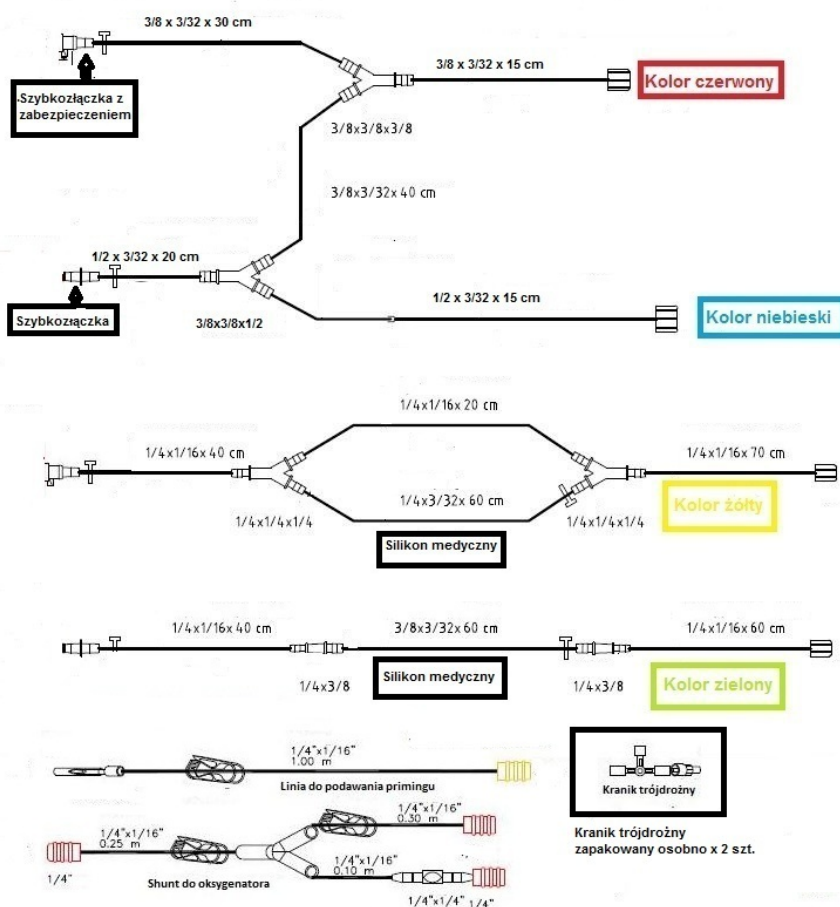 3/8 x 3/32 x 30 cm
3/8 x 3/32 x 15 cm
Kolor czerwony
Szybkozłączka z
zabezpieczeniem
3/8x3/8x3/8
3/8x3/32x 40 cm
1/2 x 3/32 x 20 cm
1/2 x 3/32 x 15 cm
Szybkozłączka
3/8x3/8x1/2
Kolor niebieski
1/4x1/16x 20 cm
1/4x1/16x 40 cm
1/4x1/16x 70 cm
1/4x3/32x 60 cm
Kolor żółty
1/4x1/4x1/4
1/4x1/4x1/4
Silikon medyczny
1/4x1/16x 40 cm
3/8x3/32x 60 cm
1/4x1/16x 60 cm
1/4x3/8
Silikon medyczny
1/4x3/8
Kolor zielony
1/4"x1/16"
1.00 m
Linia do podawania primingu
Kranik trójdrożny
1/4"x1/16"
0.30 m
1/4"x1/16"
0.25 m
Kranik trójdrożny
zapakowany osobno x 2 szt.
1/4"x1/16"
0.10 m
1/4"
Shunt do oksygenatora
1/4"x1/4"
1/4"